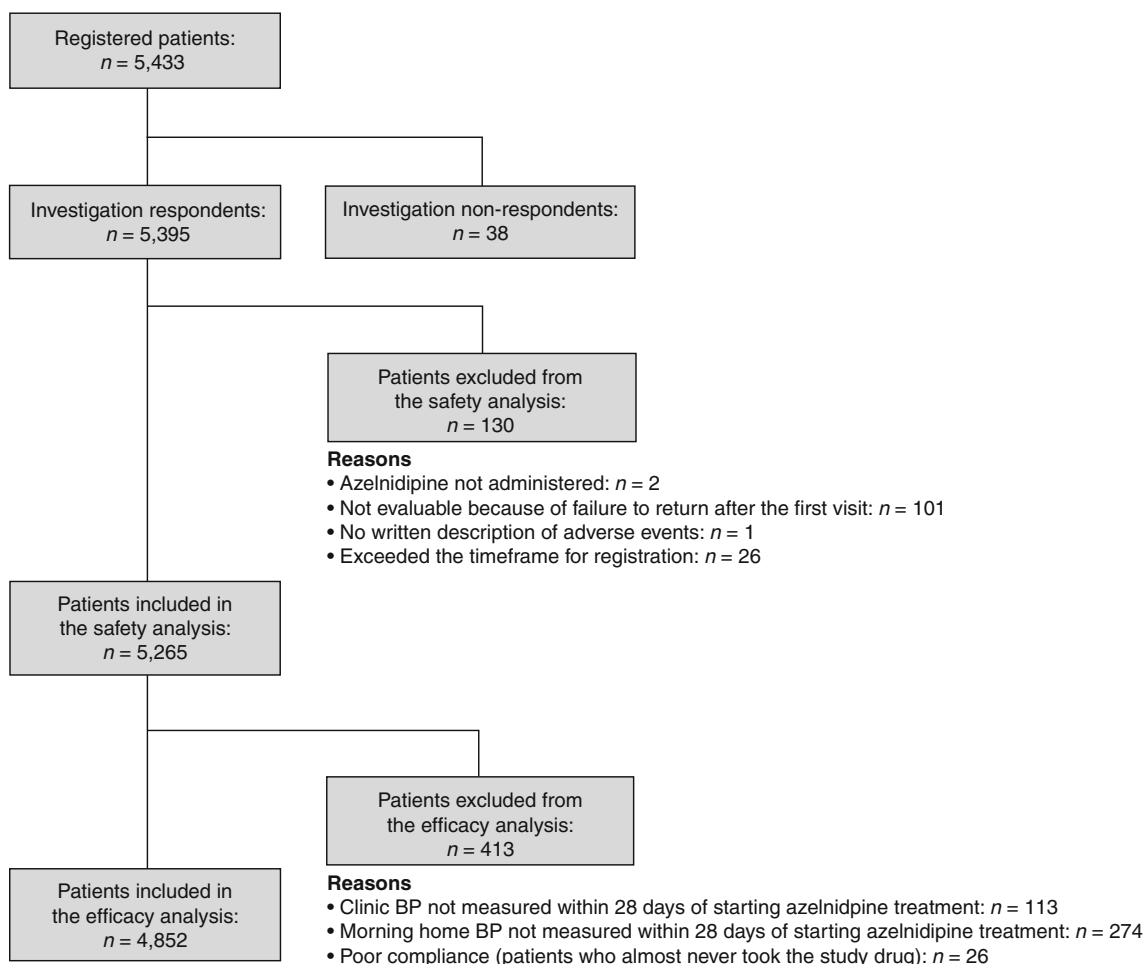 Registered patients:
n = 5,433
Investigation respondents:
n = 5,395
Investigation non-respondents:
n = 38
Patients excluded from
the safety analysis:
n = 130
Reasons
• Azelnidipine not administered: n = 2
• Not evaluable because of failure to return after the first visit: n = 101
• No written description of adverse events: n = 1
• Exceeded the timeframe for registration: n = 26
Patients included in
the safety analysis:
n = 5,265
Patients excluded from
the efficacy analysis:
n = 413
Reasons
• Clinic BP not measured within 28 days of starting azelnidpine treatment: n = 113
• Morning home BP not measured within 28 days of starting azelnidipine treatment: n = 274
• Poor compliance (patients who almost never took the study drug): n = 26
Patients included in
the efficacy analysis:
n = 4,852